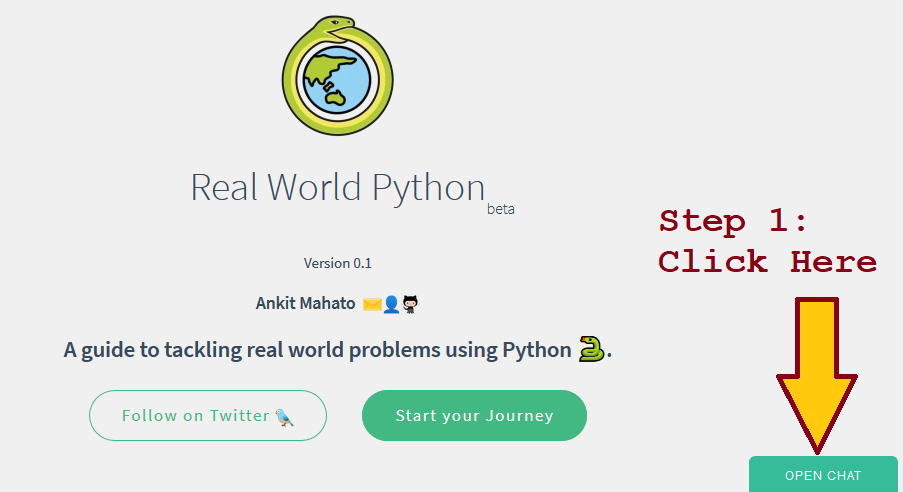 Real World Python beta
Step 1:
Click Here
Version 0.1
Ankit Mahato
A guide to tackling real world problems using Python 🐍.
Follow on Twitter 🐦
Start your Journey
OPEN CHAT